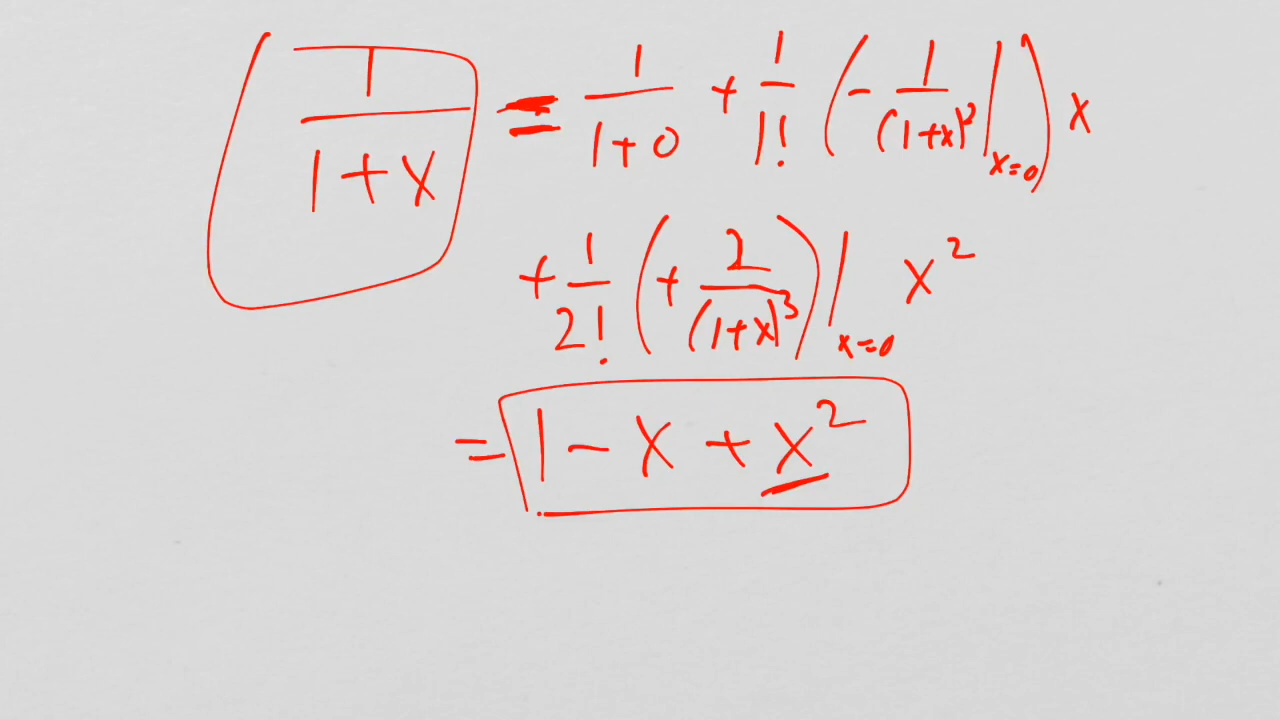 1/(1+x) = 1/(1+0) + 1/1! (- 1/(1+x)² |x=0) x
+ 1/2! (+ 2/(1+x)³)|x=0 x²
= 1 - x + x²